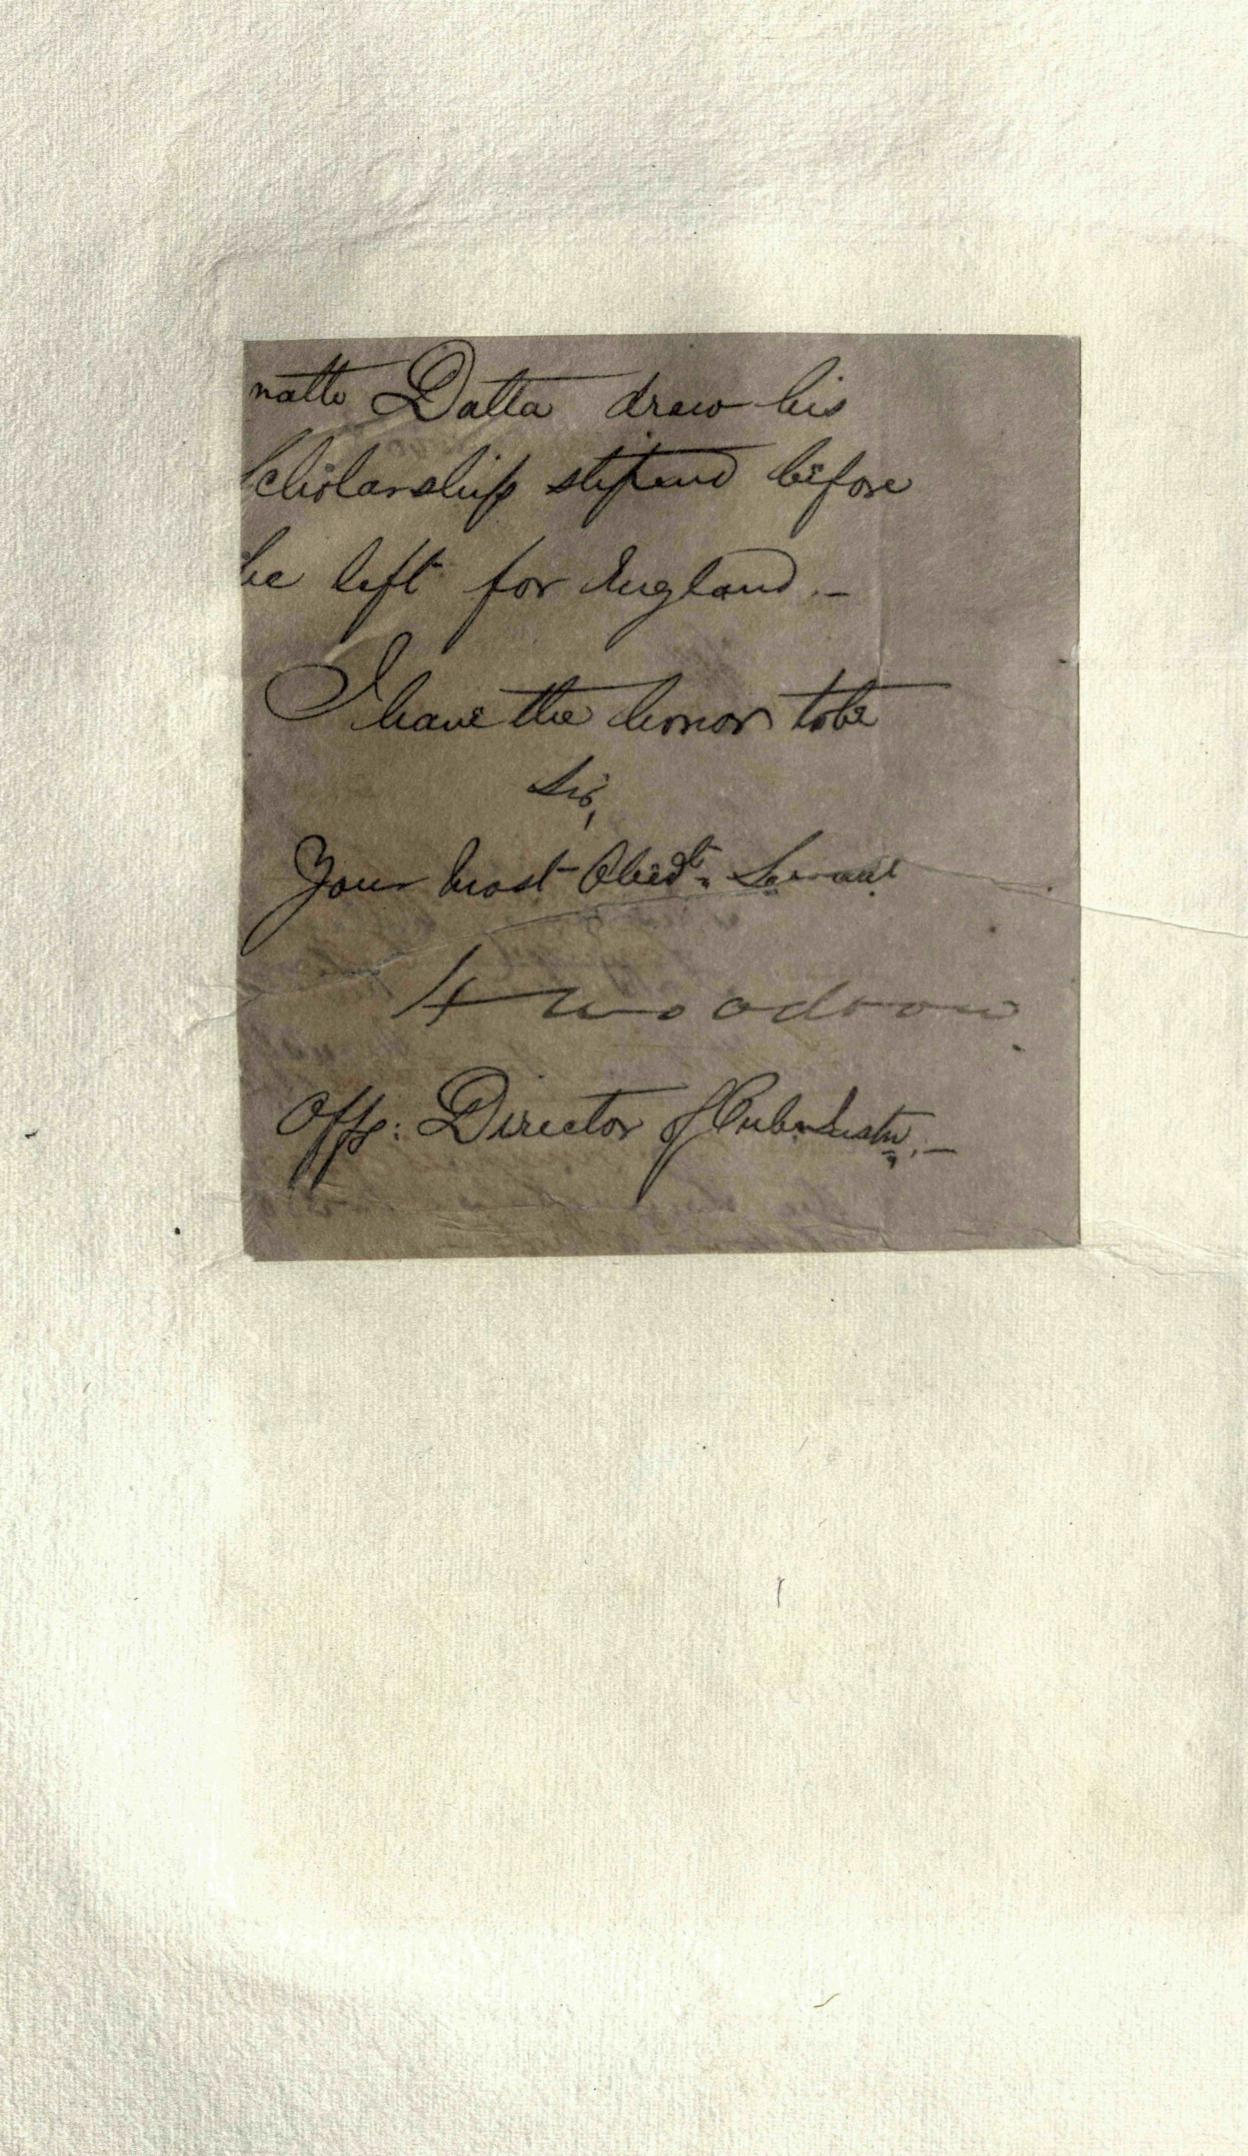 nath Datta drew his
Scholarship stipend before
he left for England. –
I have the honor to be
Sir,
Your most Obedt. Servant
H Woodrow
Offg: Director of Pub. Instn. –